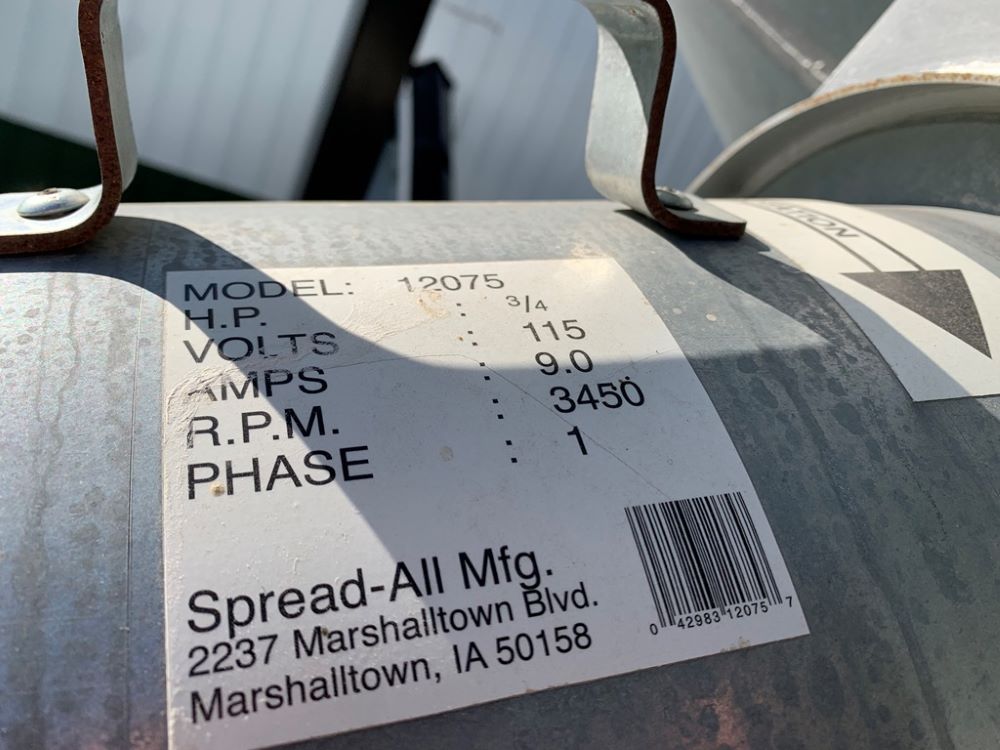 MODEL: 12075
H.P. : 3/4
VOLTS : 115
AMPS : 9.0
R.P.M. : 3450
PHASE : 1
Spread-All Mfg.
2237 Marshalltown Blvd.
Marshalltown, IA 50158
0 42983 12075 7